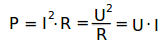 P = I²·R = U²/R = U·I